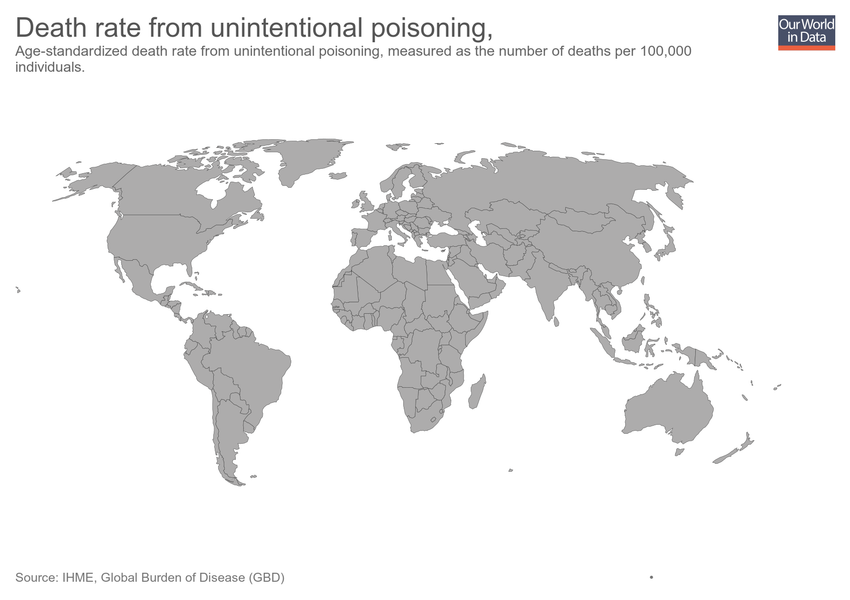 Death rate from unintentional poisoning,
Age-standardized death rate from unintentional poisoning, measured as the number of deaths per 100,000
individuals.
Our World
in Data
Source: IHME, Global Burden of Disease (GBD)
•